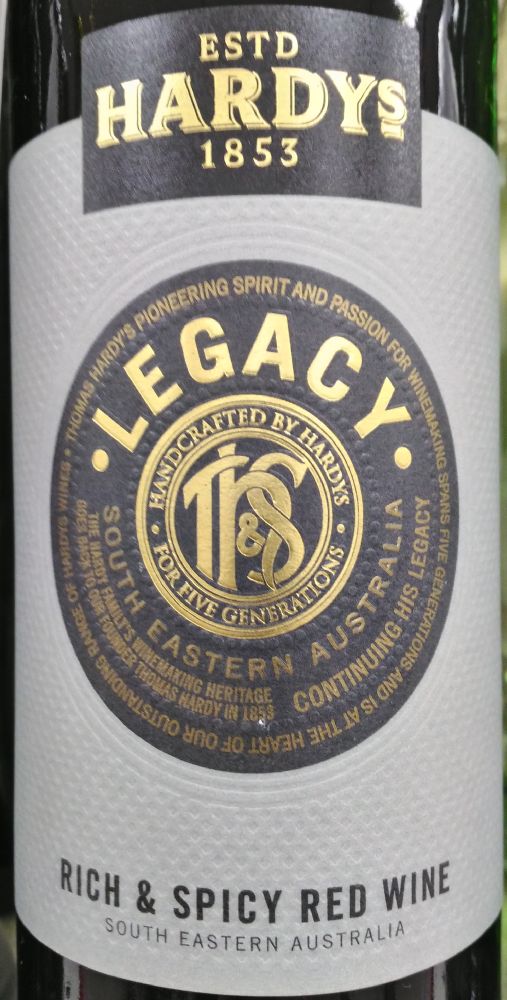 ESTD
HARDYS
1853
THOMAS HARDY'S PIONEERING SPIRIT AND PASSION FOR WINEMAKING SPANS FIVE GENERATIONS AND IS AT THE HEART OF OUR OUTSTANDING RANGE OF HARDYS WINES •
• LEGACY •
HANDCRAFTED BY HARDYS
• FOR FIVE GENERATIONS •
TH&S
SOUTH EASTERN AUSTRALIA
THE HARDY FAMILY'S WINEMAKING HERITAGE
GOES BACK TO OUR FOUNDER THOMAS HARDY IN 1853
CONTINUING HIS LEGACY
RICH & SPICY RED WINE
SOUTH EASTERN AUSTRALIA